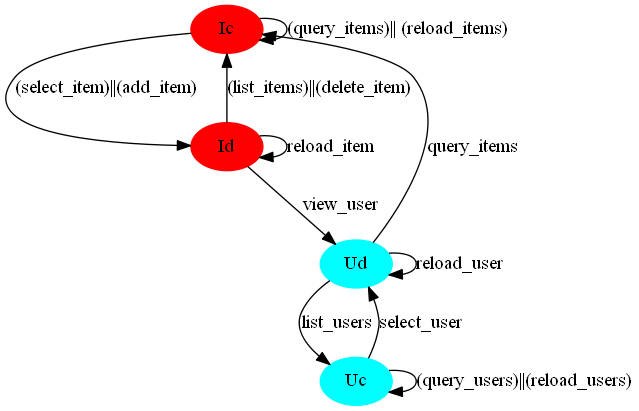 Ic
(query_items)|| (reload_items)
(select_item)||(add_item)
(list_items)||(delete_item)
Id
reload_item
query_items
view_user
Ud
reload_user
list_users
select_user
Uc
(query_users)||(reload_users)